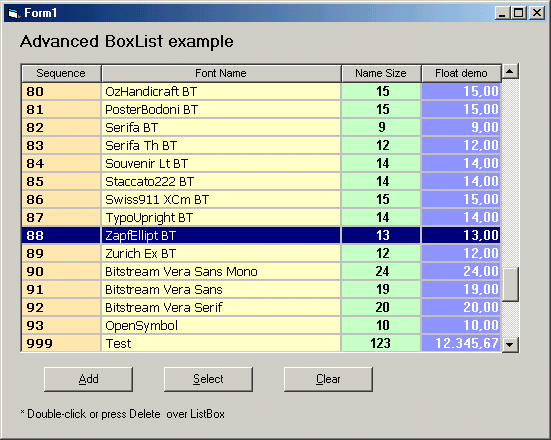 Form1
Advanced BoxList example
Sequence Font Name Name Size Float demo
80 OzHandicraft BT 15 15,00
81 PosterBodoni BT 15 15,00
82 Serifa BT 9 9,00
83 Serifa Th BT 12 12,00
84 Souvenir Lt BT 14 14,00
85 Staccato222 BT 14 14,00
86 Swiss911 XCm BT 15 15,00
87 TypoUpright BT 14 14,00
88 ZapfEllipt BT 13 13,00
89 Zurich Ex BT 12 12,00
90 Bitstream Vera Sans Mono 24 24,00
91 Bitstream Vera Sans 19 19,00
92 Bitstream Vera Serif 20 20,00
93 OpenSymbol 10 10,00
999 Test 123 12.345,67
Add Select Clear
* Double-click or press Delete over ListBox